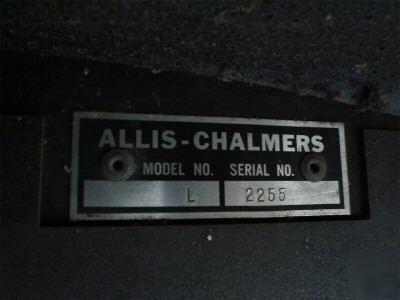 ALLIS-CHALMERS
MODEL NO. SERIAL NO.
L 2255